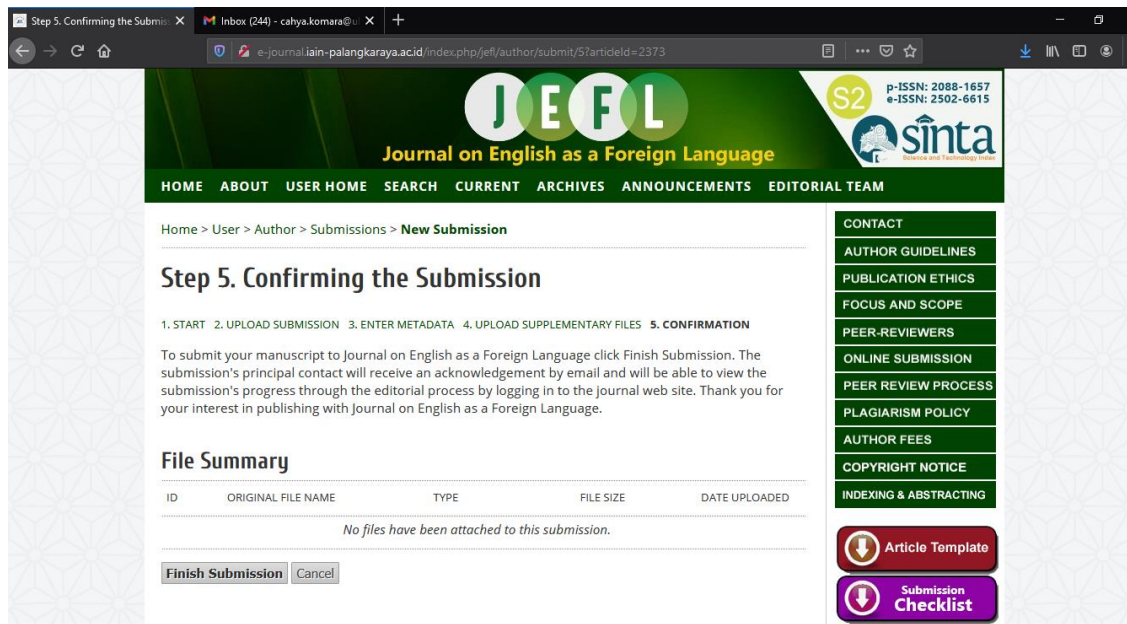 Step 5. Confirming the Submis
Inbox (244) - cahya.komara@u
e-journal.iain-palangkaraya.ac.id/index.php/jefl/author/submit/5?articleId=2373
JEFL
Journal on English as a Foreign Language
S2
p-ISSN: 2088-1657
e-ISSN: 2502-6615
sinta
Science and Technology Index
HOME ABOUT USER HOME SEARCH CURRENT ARCHIVES ANNOUNCEMENTS EDITORIAL TEAM
Home > User > Author > Submissions > New Submission
Step 5. Confirming the Submission
1. START 2. UPLOAD SUBMISSION 3. ENTER METADATA 4. UPLOAD SUPPLEMENTARY FILES 5. CONFIRMATION
To submit your manuscript to Journal on English as a Foreign Language click Finish Submission. The
submission's principal contact will receive an acknowledgement by email and will be able to view the
submission's progress through the editorial process by logging in to the journal web site. Thank you for
your interest in publishing with Journal on English as a Foreign Language.
File Summary
ID ORIGINAL FILE NAME TYPE FILE SIZE DATE UPLOADED
No files have been attached to this submission.
Finish Submission Cancel
CONTACT
AUTHOR GUIDELINES
PUBLICATION ETHICS
FOCUS AND SCOPE
PEER-REVIEWERS
ONLINE SUBMISSION
PEER REVIEW PROCESS
PLAGIARISM POLICY
AUTHOR FEES
COPYRIGHT NOTICE
INDEXING & ABSTRACTING
Article Template
Submission
Checklist